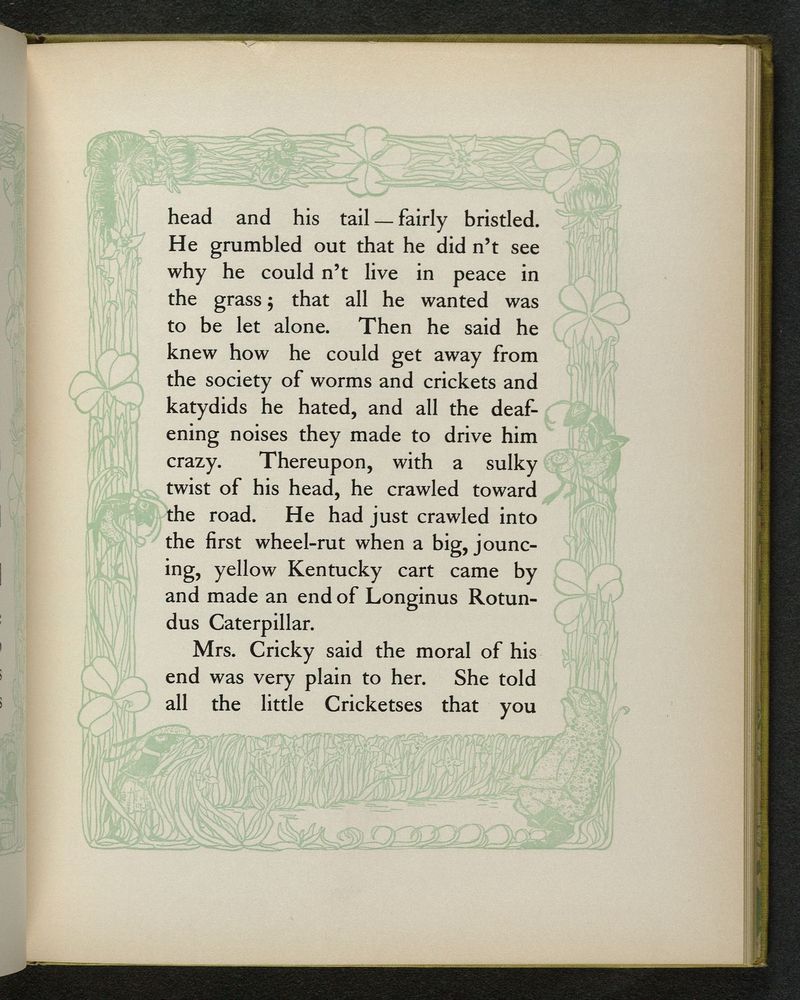 head and his tail — fairly bristled.
He grumbled out that he did n't see
why he could n't live in peace in
the grass; that all he wanted was
to be let alone. Then he said he
knew how he could get away from
the society of worms and crickets and
katydids he hated, and all the deaf-
ening noises they made to drive him
crazy. Thereupon, with a sulky
twist of his head, he crawled toward
the road. He had just crawled into
the first wheel-rut when a big, jounc-
ing, yellow Kentucky cart came by
and made an end of Longinus Rotun-
dus Caterpillar.
Mrs. Cricky said the moral of his
end was very plain to her. She told
all the little Cricketses that you